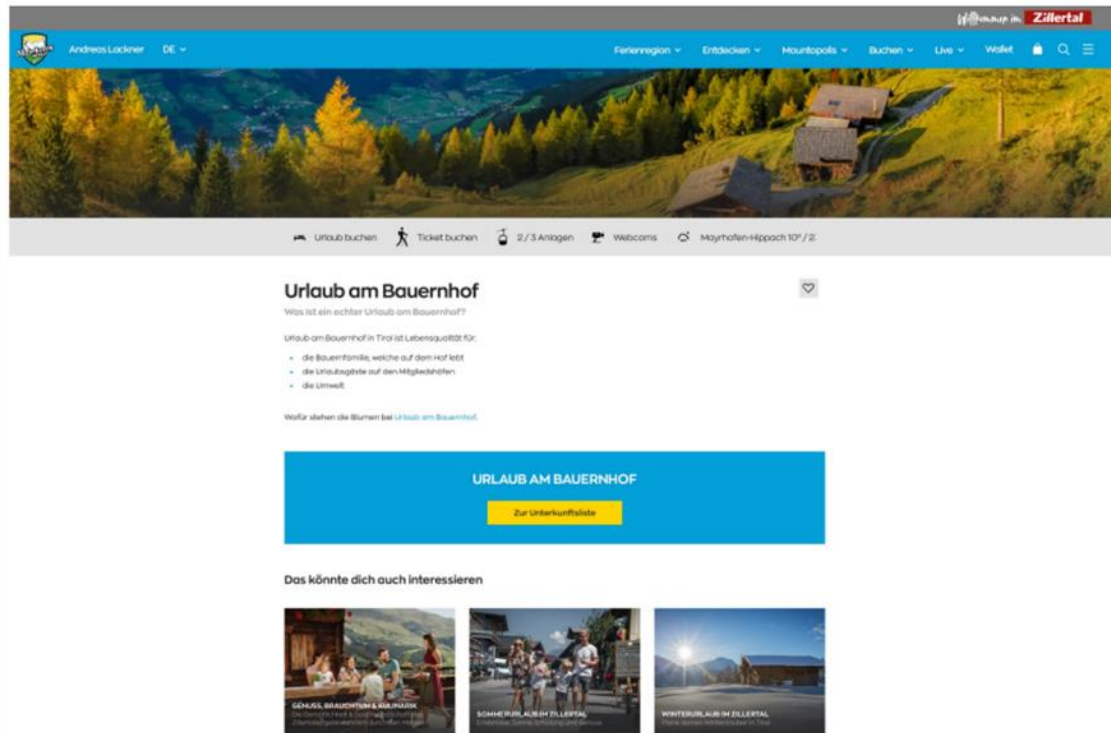 Willkommen im Zillertal
Andreas Lackner DE
Ferienregion Entdecken Mountopolis Buchen Live Wallet
Urlaub buchen Ticket buchen 2 / 3 Anlagen Webcams Mayrhofen-Hippach 10° / 2
Urlaub am Bauernhof
Was ist ein echter Urlaub am Bauernhof?
Urlaub am Bauernhof in Tirol ist Lebensqualität für:
die Bauernfamilie, welche auf dem Hof lebt
die Urlaubsgäste auf den Mitgliedshöfen
die Umwelt
Wofür stehen die Blumen bei Urlaub am Bauernhof.
URLAUB AM BAUERNHOF
Zur Unterkunftsliste
Das könnte dich auch interessieren
GENUSS, BRAUCHTUM & KULINARIK
SOMMERURLAUB IM ZILLERTAL
WINTERURLAUB IM ZILLERTAL